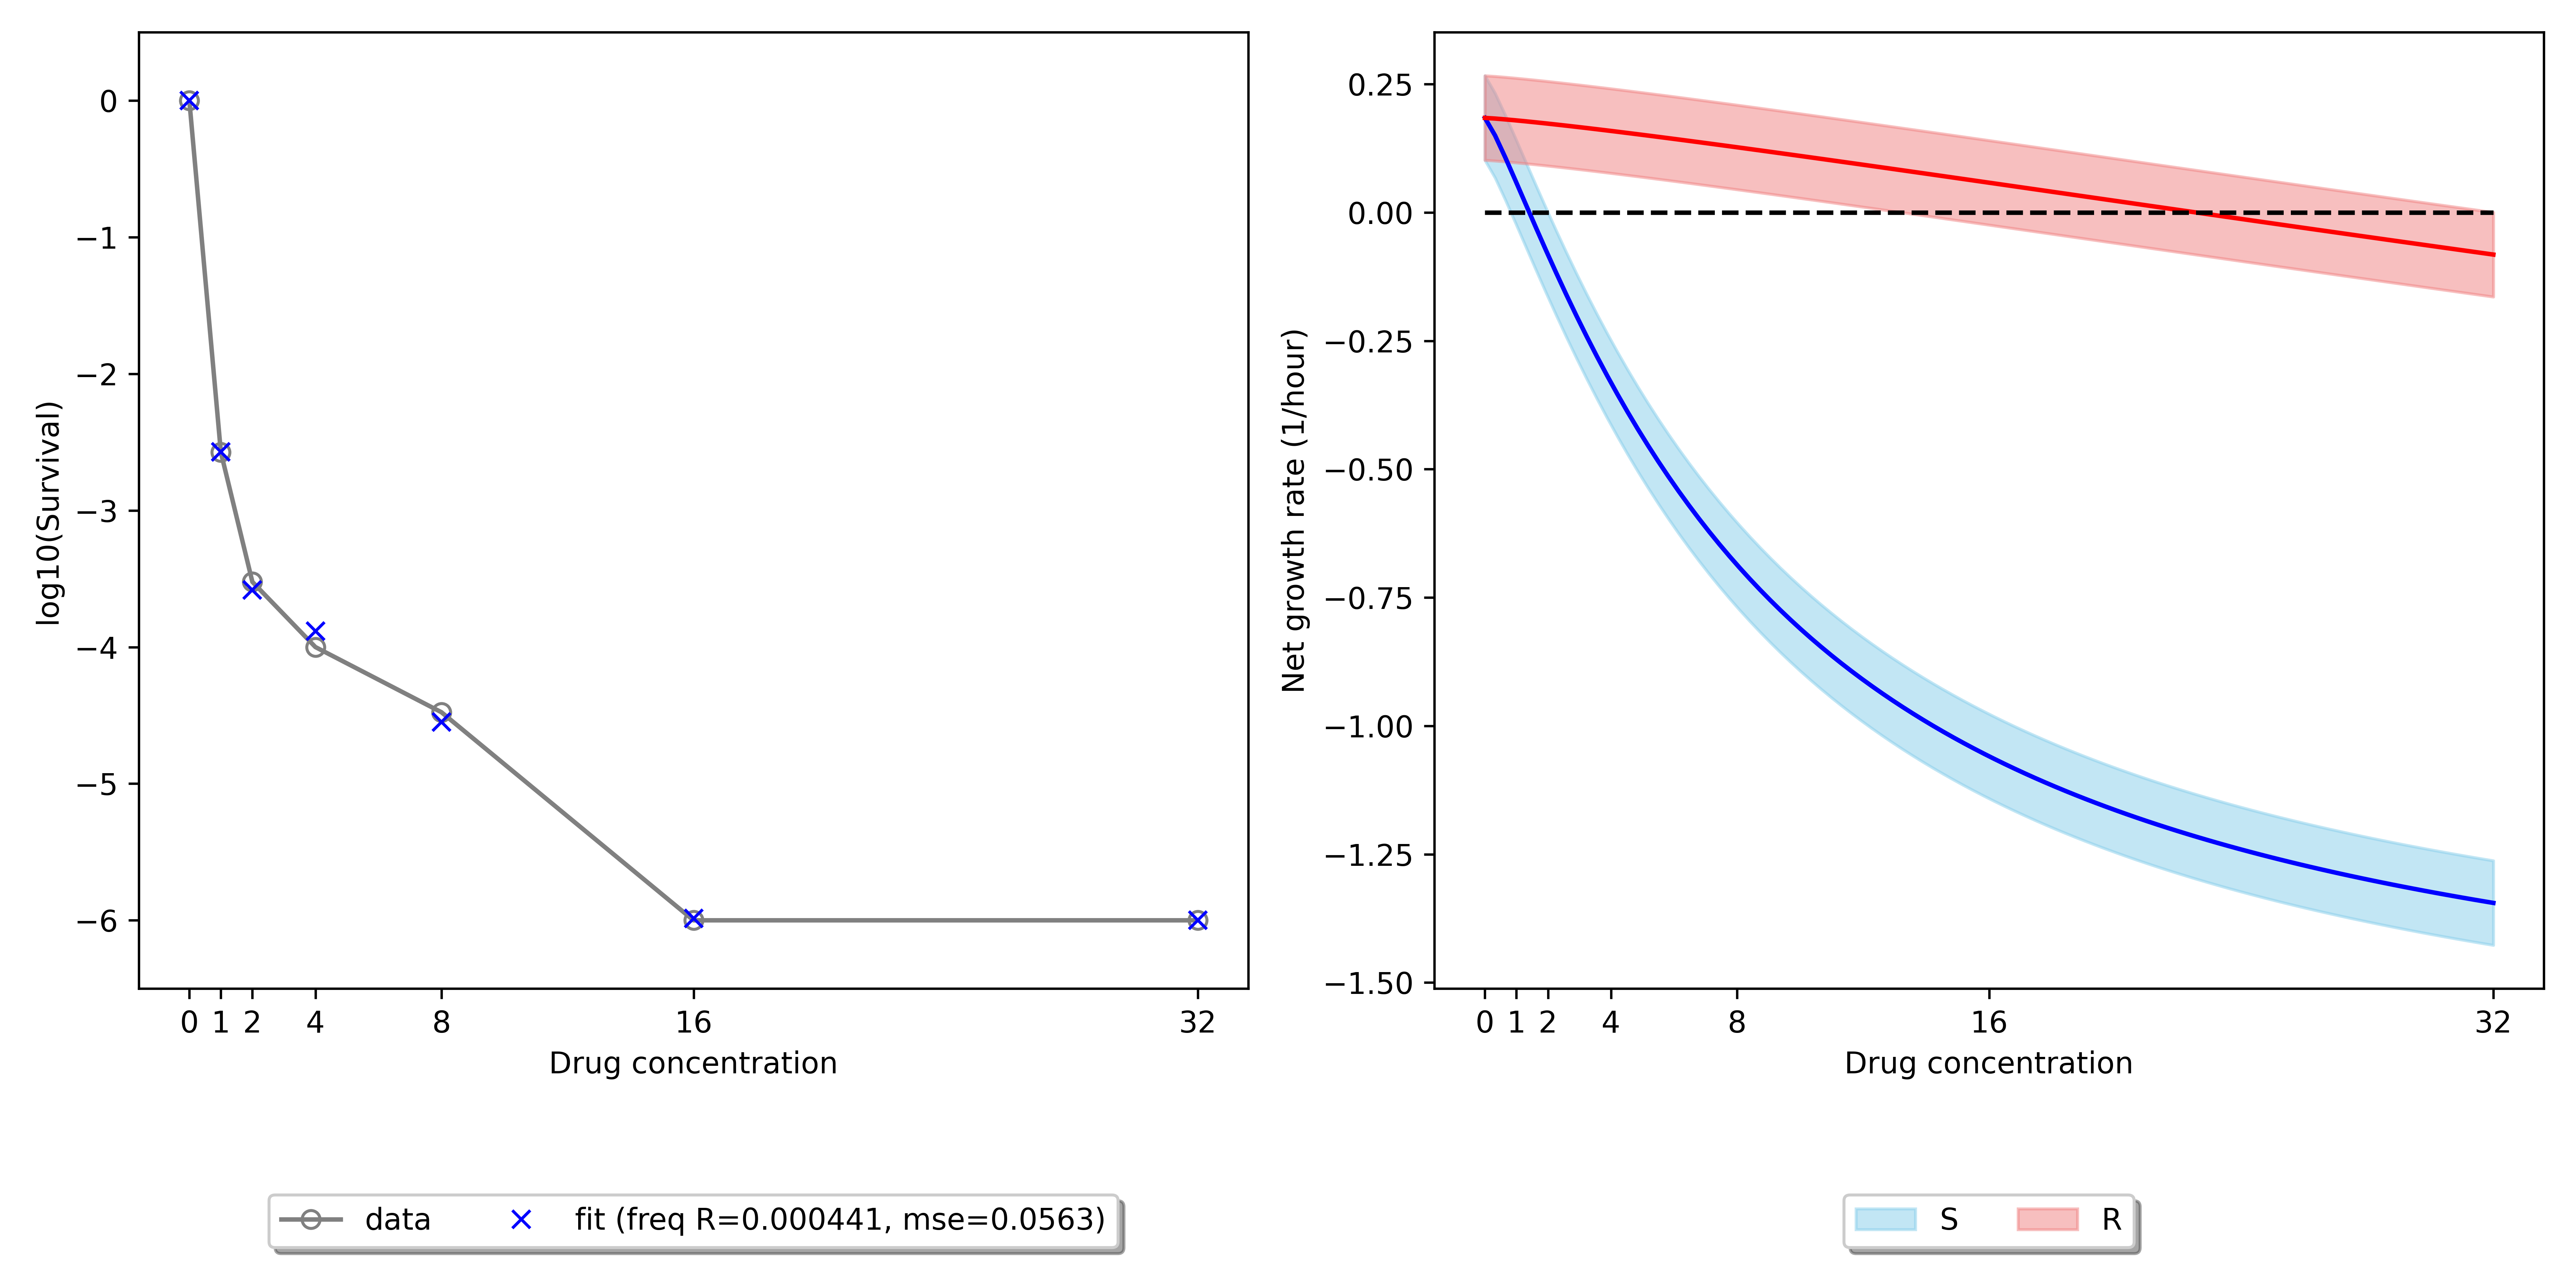 0
−1
−2
−3
−4
−5
−6
log10(Survival)
0 1 2 4 8 16 32
Drug concentration
data fit (freq R=0.000441, mse=0.0563)
0.25
0.00
−0.25
−0.50
−0.75
−1.00
−1.25
−1.50
Net growth rate (1/hour)
0 1 2 4 8 16 32
Drug concentration
S R